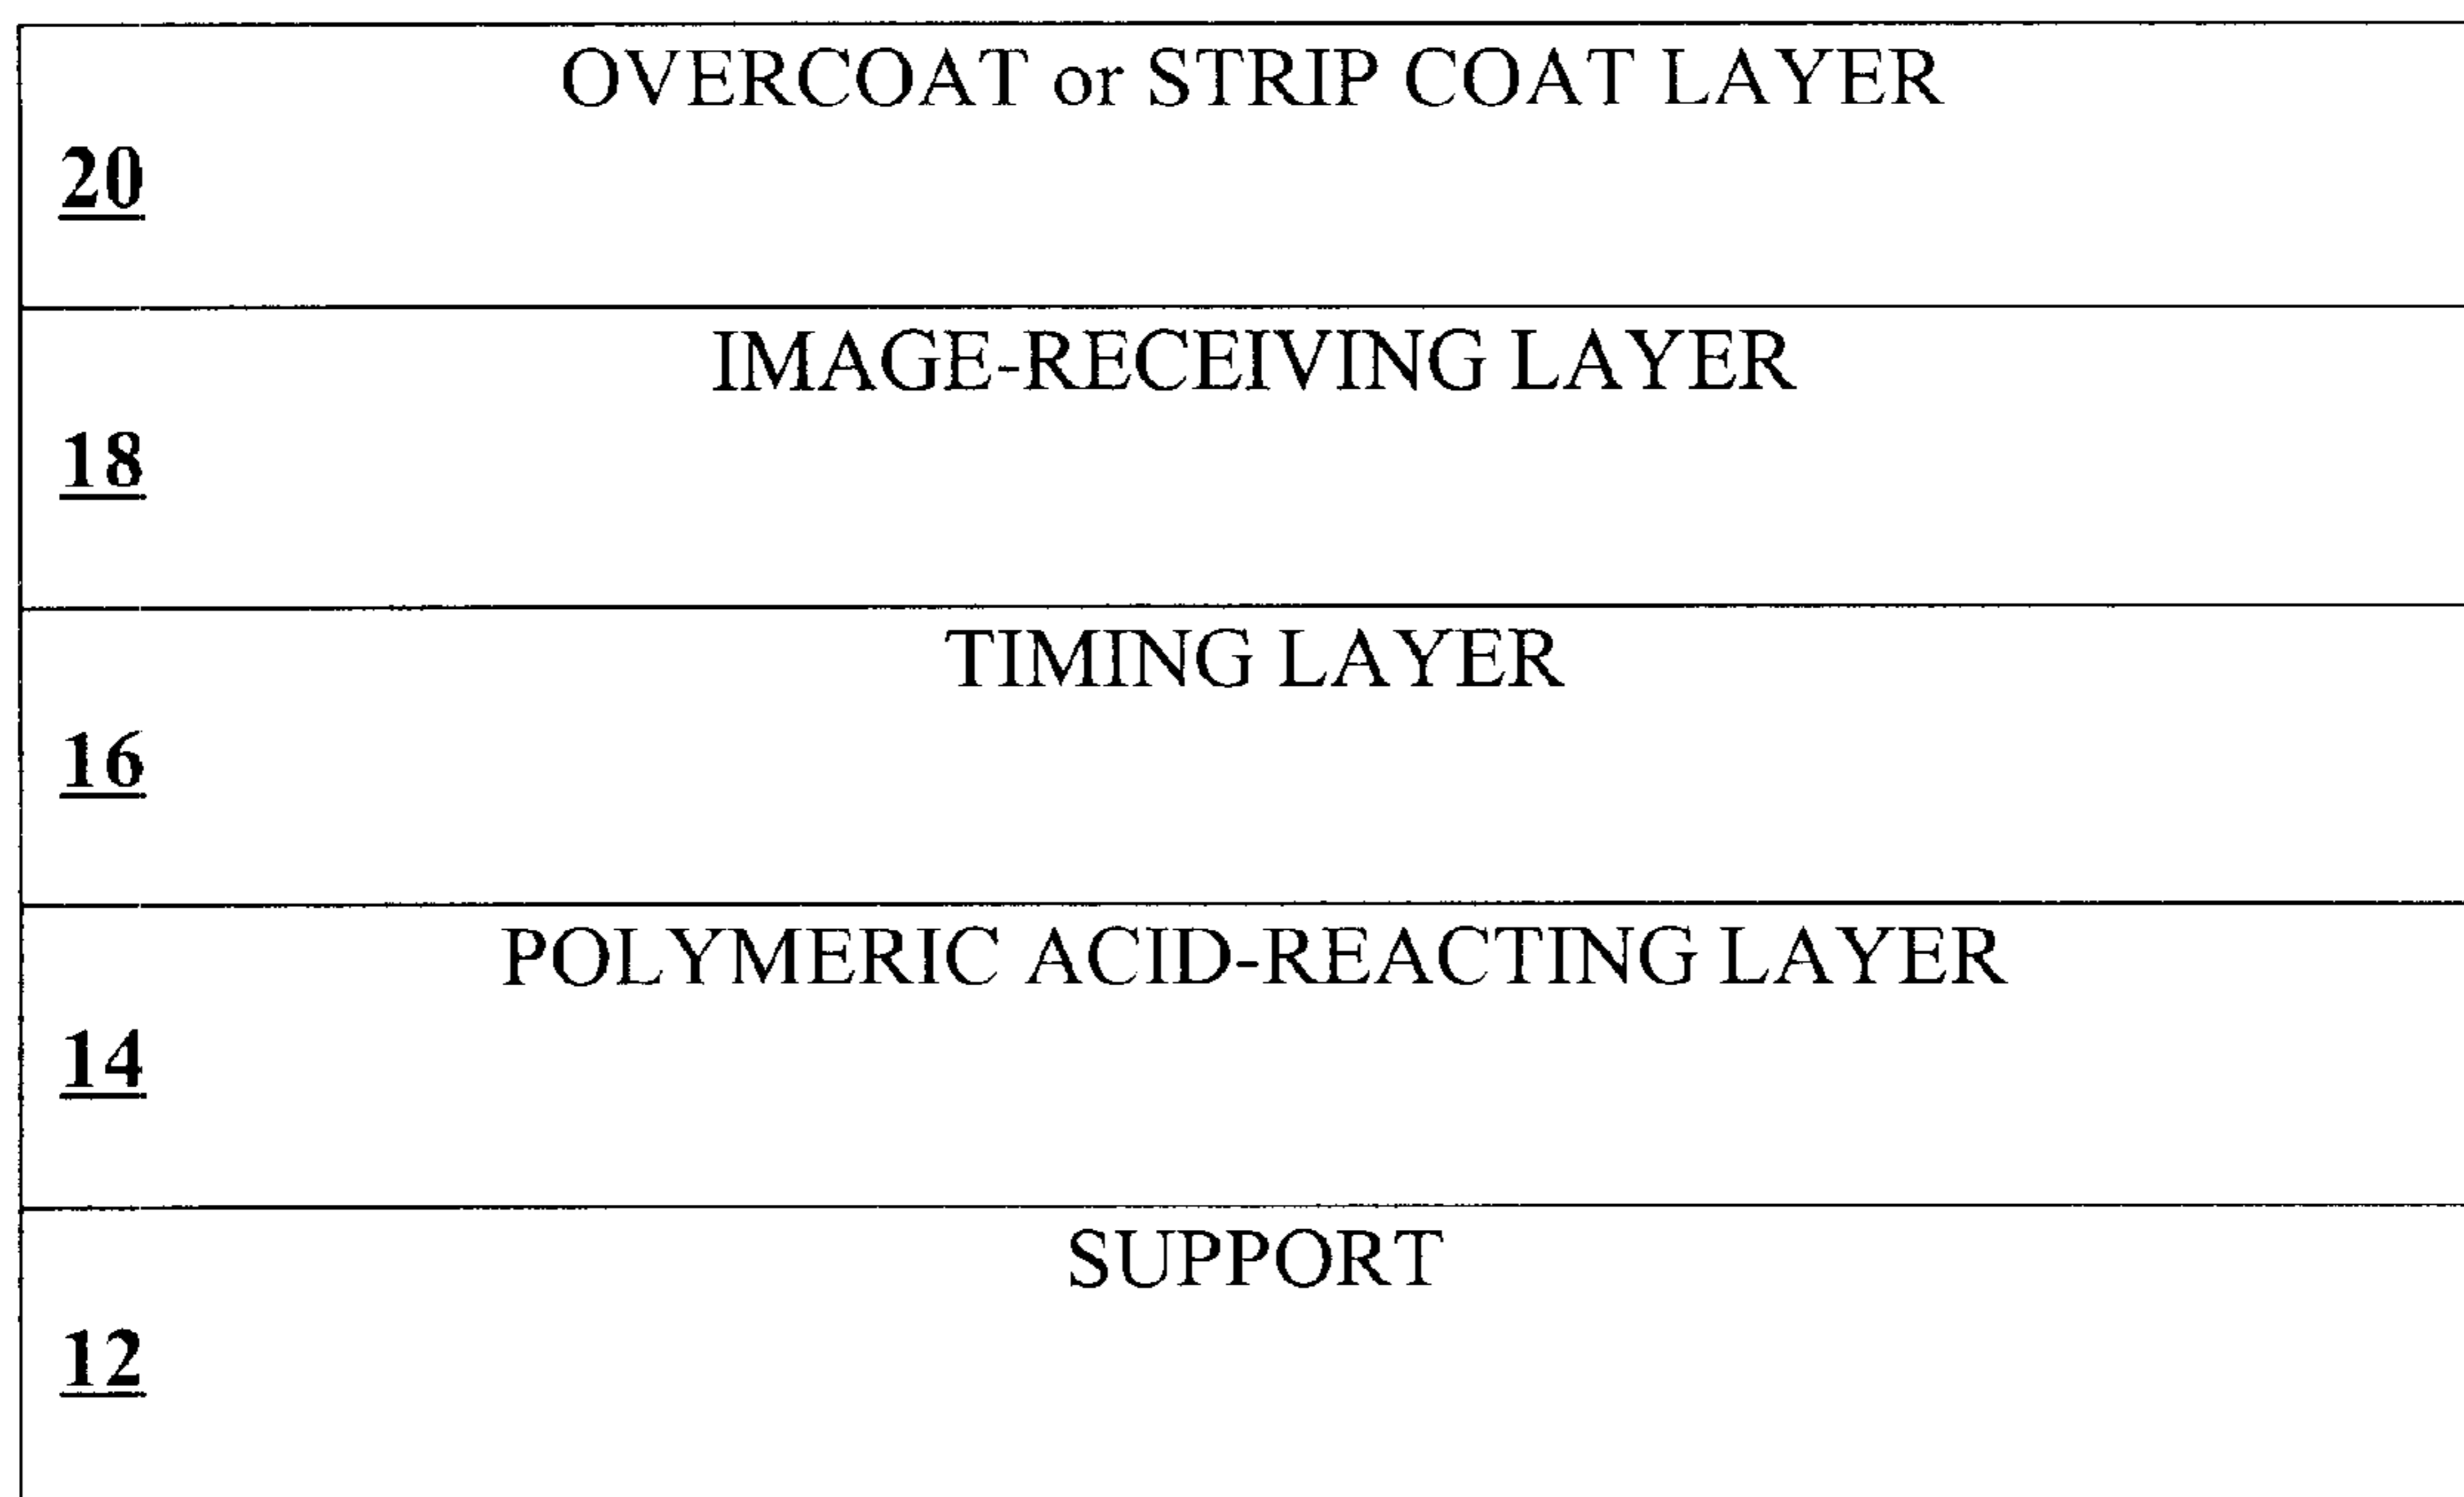 OVERCOAT or STRIP COAT LAYER
20
IMAGE-RECEIVING LAYER
18
TIMING LAYER
16
POLYMERIC ACID-REACTING LAYER
14
SUPPORT
12